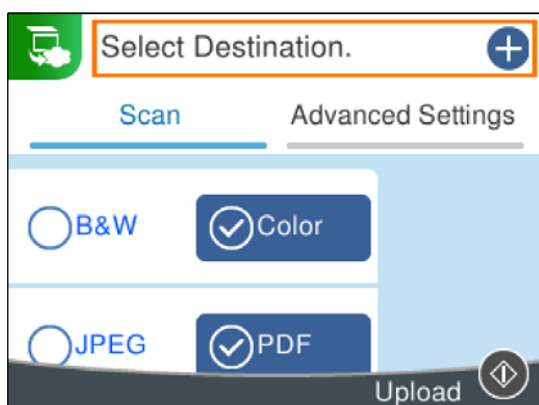 Select Destination.
Scan Advanced Settings
B&W Color
JPEG PDF
Upload